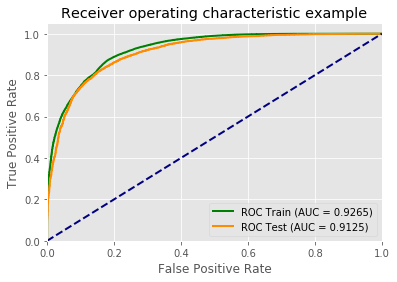 Receiver operating characteristic example
1.0
0.8
0.6
0.4
0.2
0.0
True Positive Rate
ROC Train (AUC = 0.9265)
ROC Test (AUC = 0.9125)
0.0 0.2 0.4 0.6 0.8 1.0
False Positive Rate